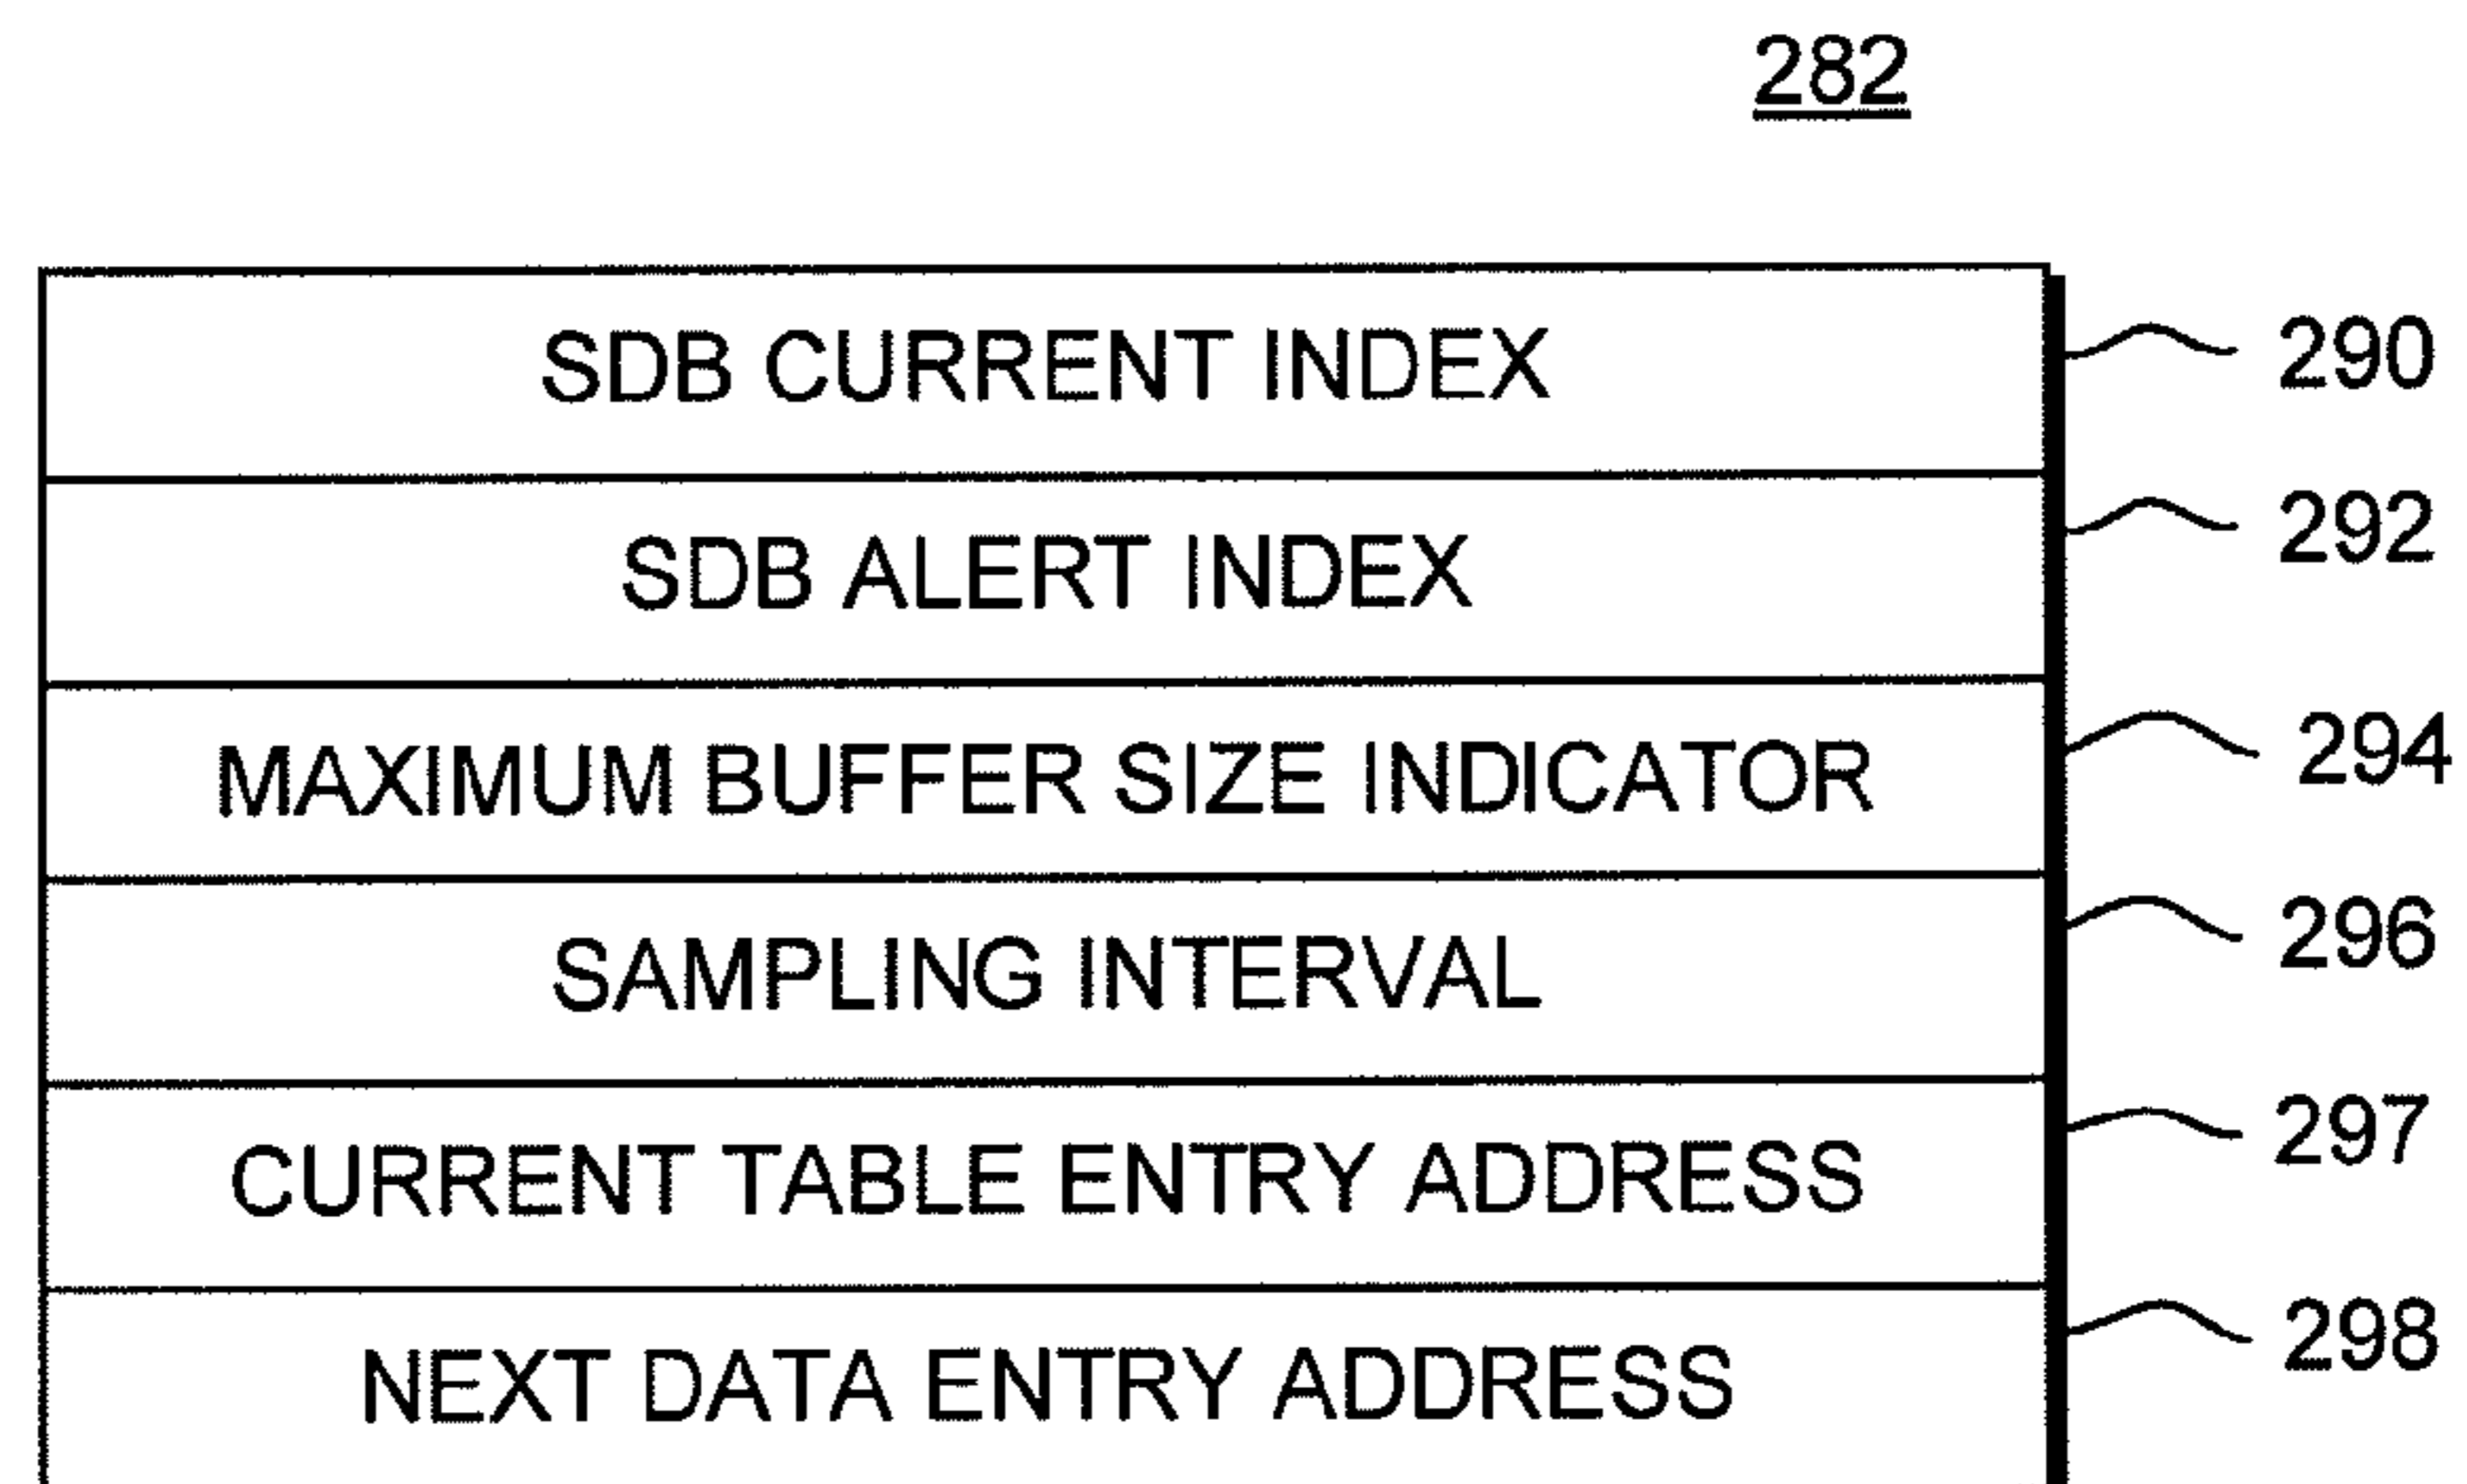 282
SDB CURRENT INDEX 290
SDB ALERT INDEX 292
MAXIMUM BUFFER SIZE INDICATOR 294
SAMPLING INTERVAL 296
CURRENT TABLE ENTRY ADDRESS 297
NEXT DATA ENTRY ADDRESS 298